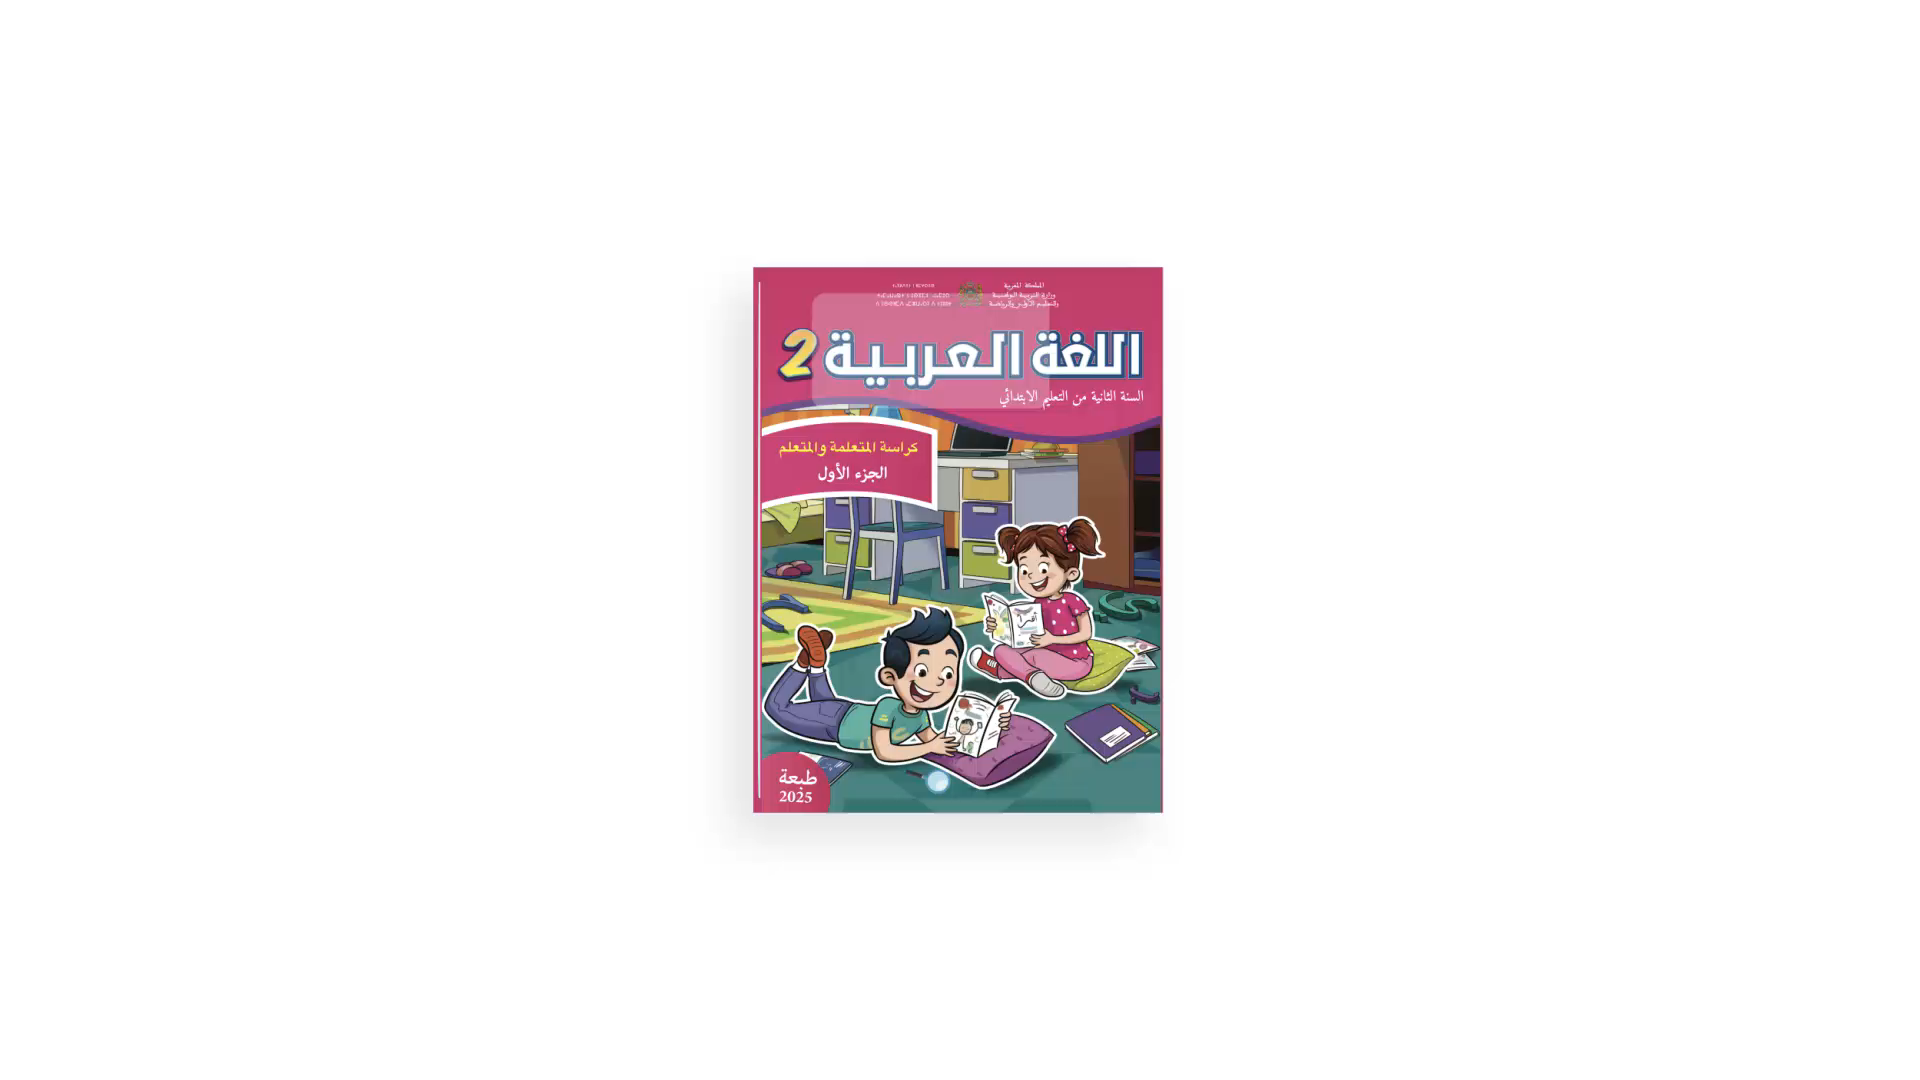 المملكة المغربية
وزارة التربية الوطنية
والتعليم الأولي والرياضة
اللغة العربية 2
السنة الثانية من التعليم الابتدائي
كراسة المتعلمة والمتعلم
الجزء الأول
أقرأ
طبعة
2025